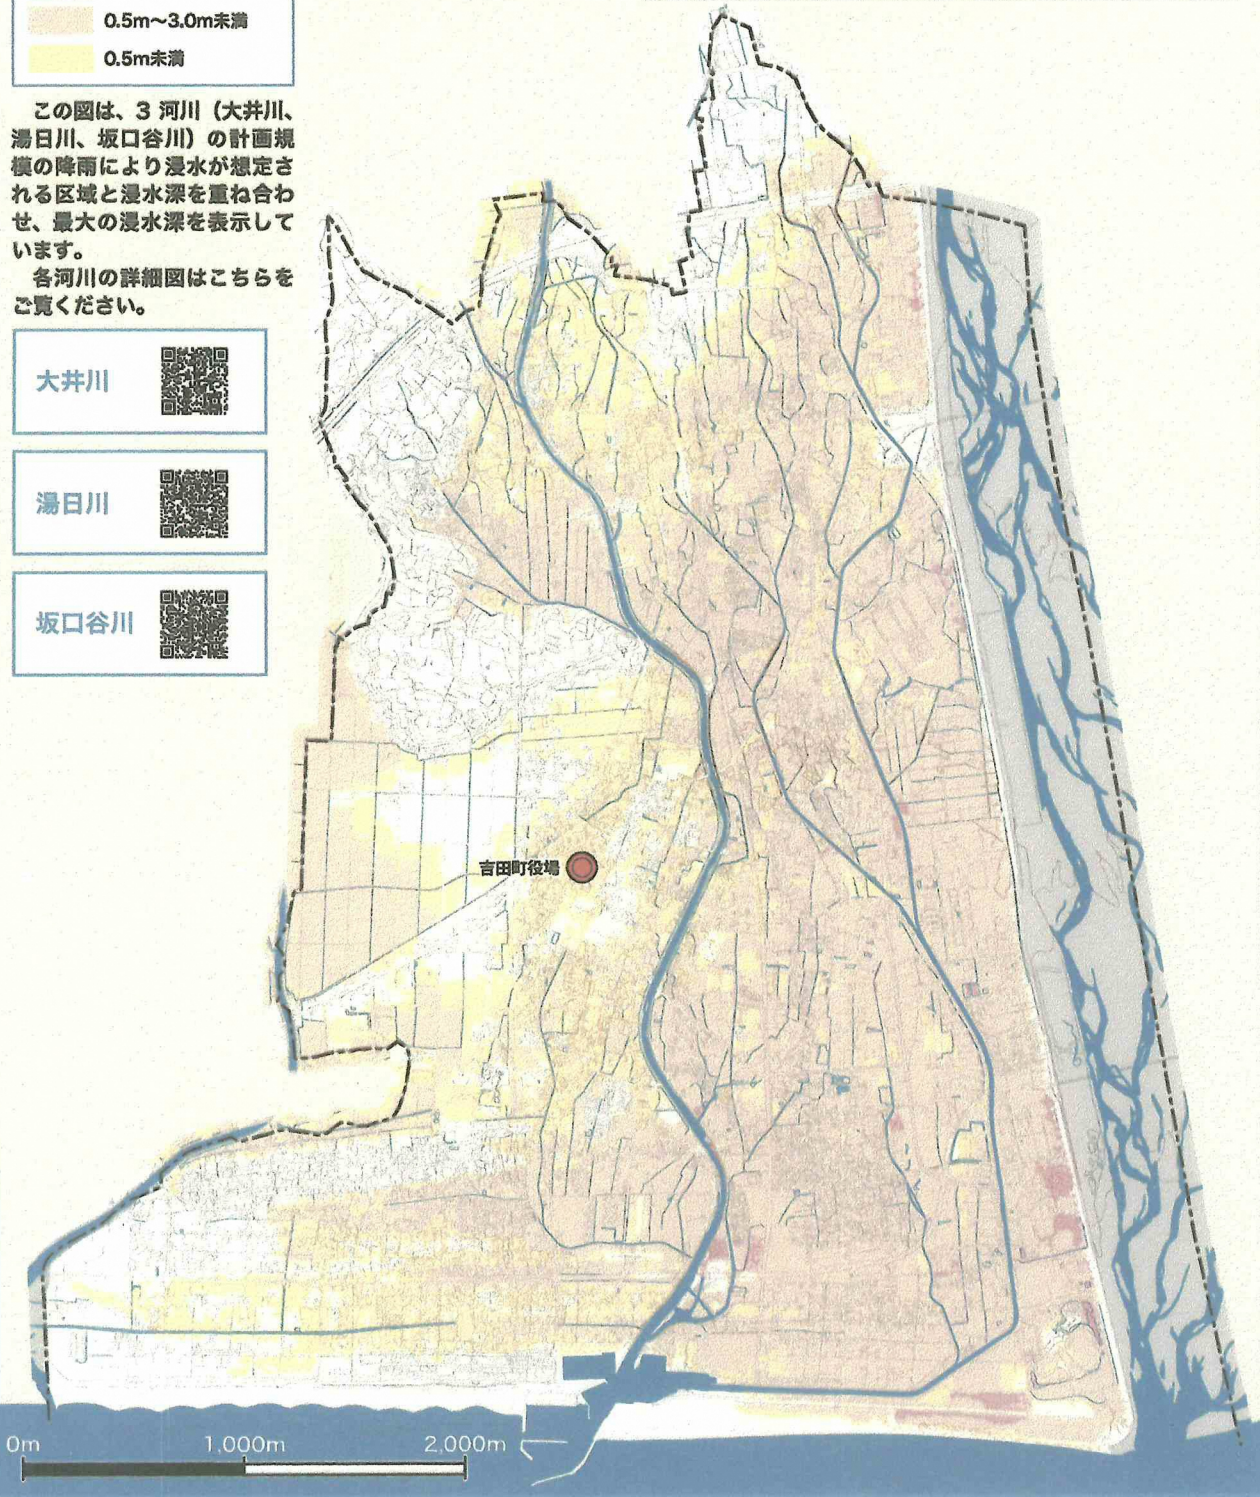 0.5m～3.0m未満
0.5m未満
この図は、3 河川（大井川、
湯日川、坂口谷川）の計画規
模の降雨により浸水が想定さ
れる区域と浸水深を重ね合わ
せ、最大の浸水深を表示して
います。
各河川の詳細図はこちらを
ご覧ください。
大井川
湯日川
坂口谷川
吉田町役場
0m 1,000m 2,000m